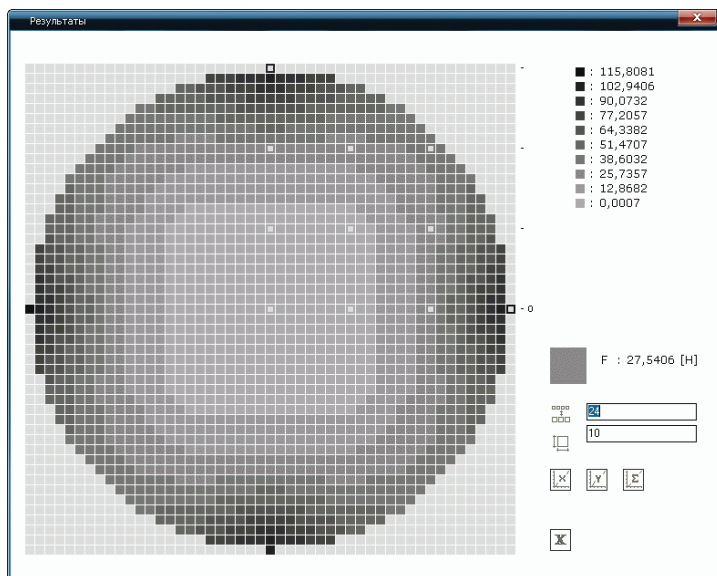 Результаты
x
-
■ : 115,8081
■ : 102,9406
■ : 90,0732
■ : 77,2057
■ : 64,3382
■ : 51,4707
■ : 38,6032
■ : 25,7357
■ : 12,8682
■ : 0,0007
-
-
- 0
F : 27,5406 [H]
24
10
X Y Σ
X